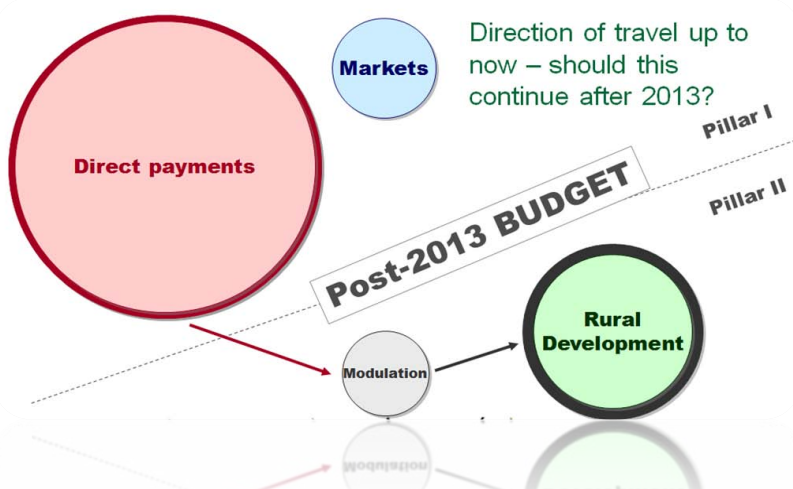 Direction of travel up to
now – should this
continue after 2013?
Markets
Direct payments
Pillar I
Pillar II
Post-2013 BUDGET
Rural
Development
Modulation
Modulation